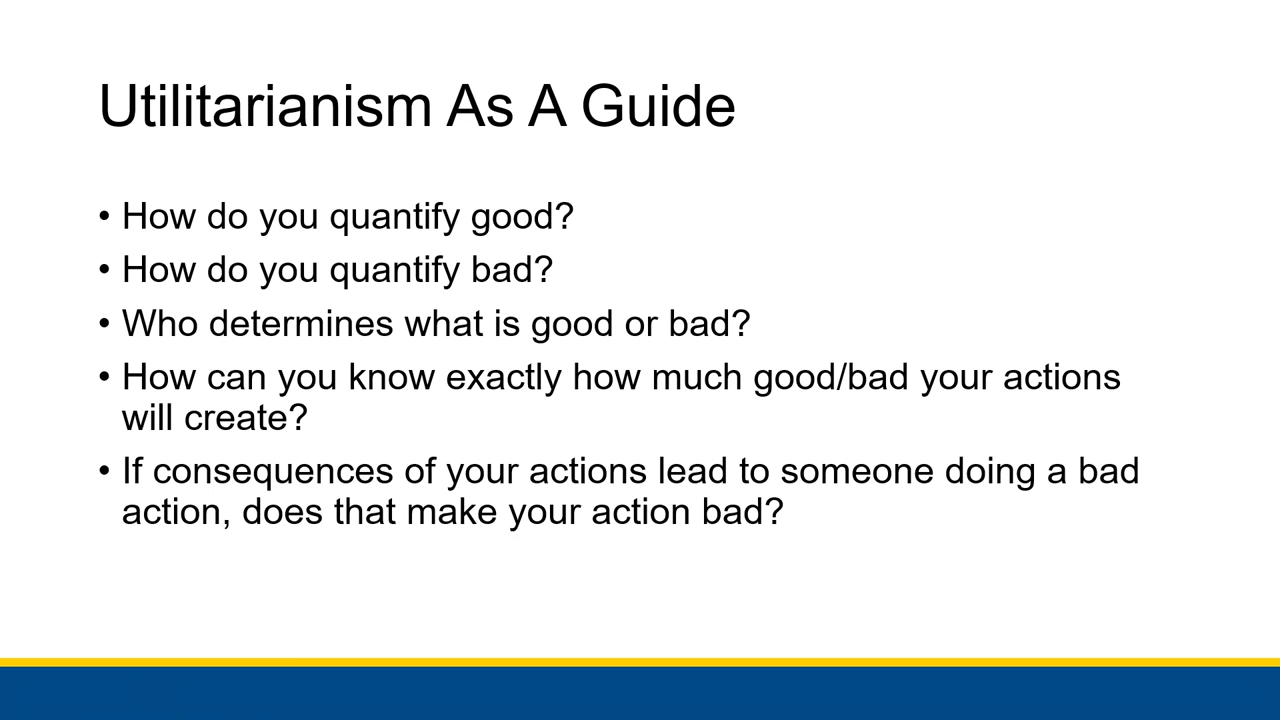 Utilitarianism As A Guide
• How do you quantify good?
• How do you quantify bad?
• Who determines what is good or bad?
• How can you know exactly how much good/bad your actions
will create?
• If consequences of your actions lead to someone doing a bad
action, does that make your action bad?